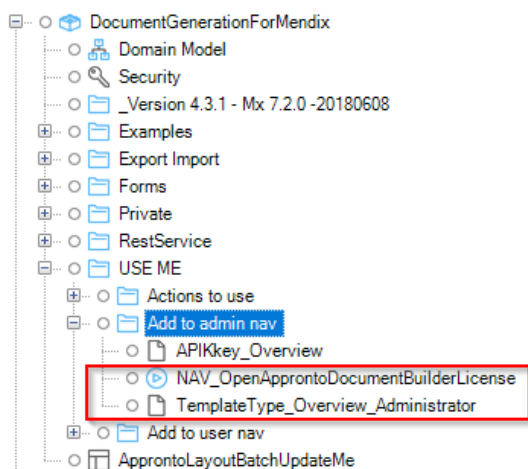 DocumentGenerationForMendix
Domain Model
Security
_Version 4.3.1 - Mx 7.2.0 -20180608
Examples
Export Import
Forms
Private
RestService
USE ME
Actions to use
Add to admin nav
APIKkey_Overview
NAV_OpenApprontoDocumentBuilderLicense
TemplateType_Overview_Administrator
Add to user nav
ApprontoLayoutBatchUpdateMe